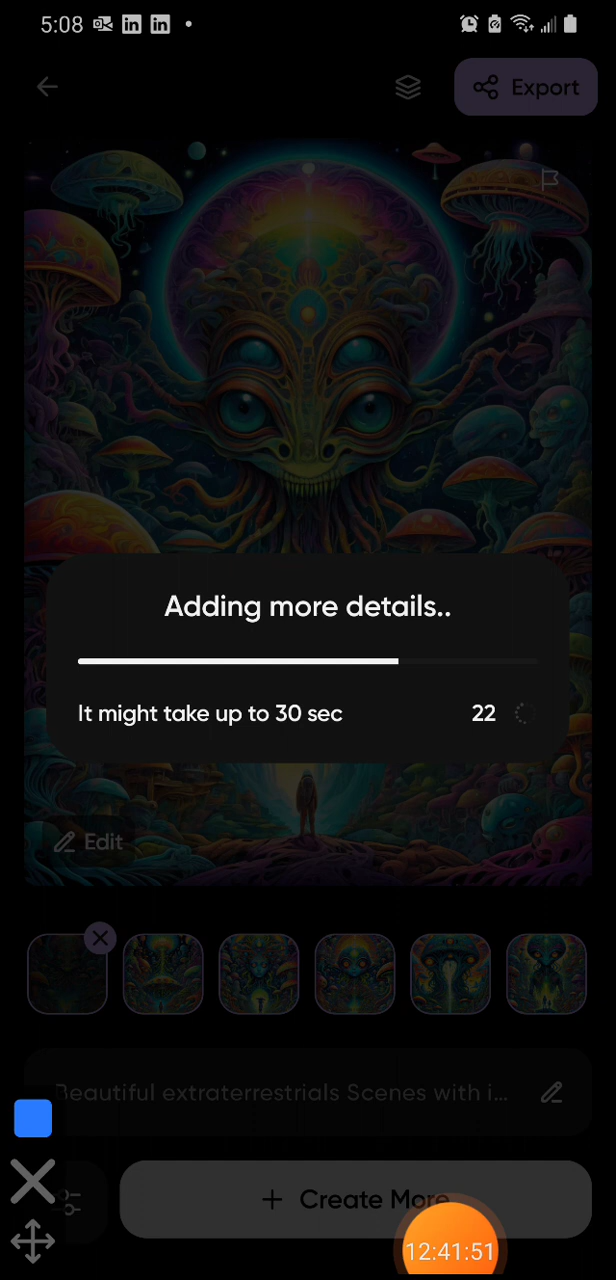 5:08
Export
Adding more details..
It might take up to 30 sec 22
Edit
Beautiful extraterrestrials Scenes with i...
+ Create More
12:41:51